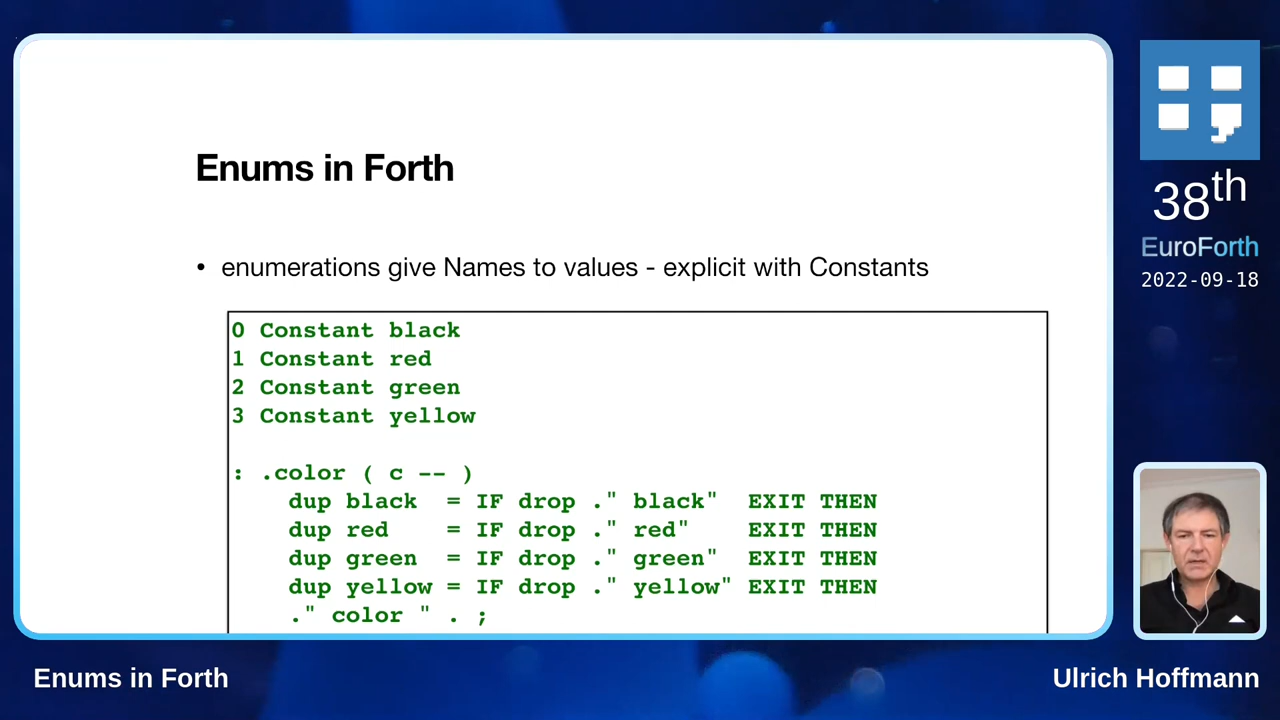 Enums in Forth
• enumerations give Names to values - explicit with Constants
0 Constant black
1 Constant red
2 Constant green
3 Constant yellow
: .color ( c -- )
dup black = IF drop ." black" EXIT THEN
dup red = IF drop ." red" EXIT THEN
dup green = IF drop ." green" EXIT THEN
dup yellow = IF drop ." yellow" EXIT THEN
." color " . ;
38th
EuroForth
2022-09-18
Enums in Forth
Ulrich Hoffmann